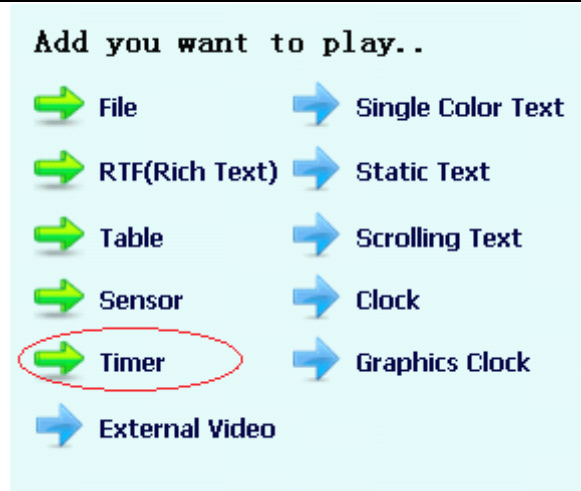 Add you want to play..
File
Single Color Text
RTF(Rich Text)
Static Text
Table
Scrolling Text
Sensor
Clock
Timer
Graphics Clock
External Video